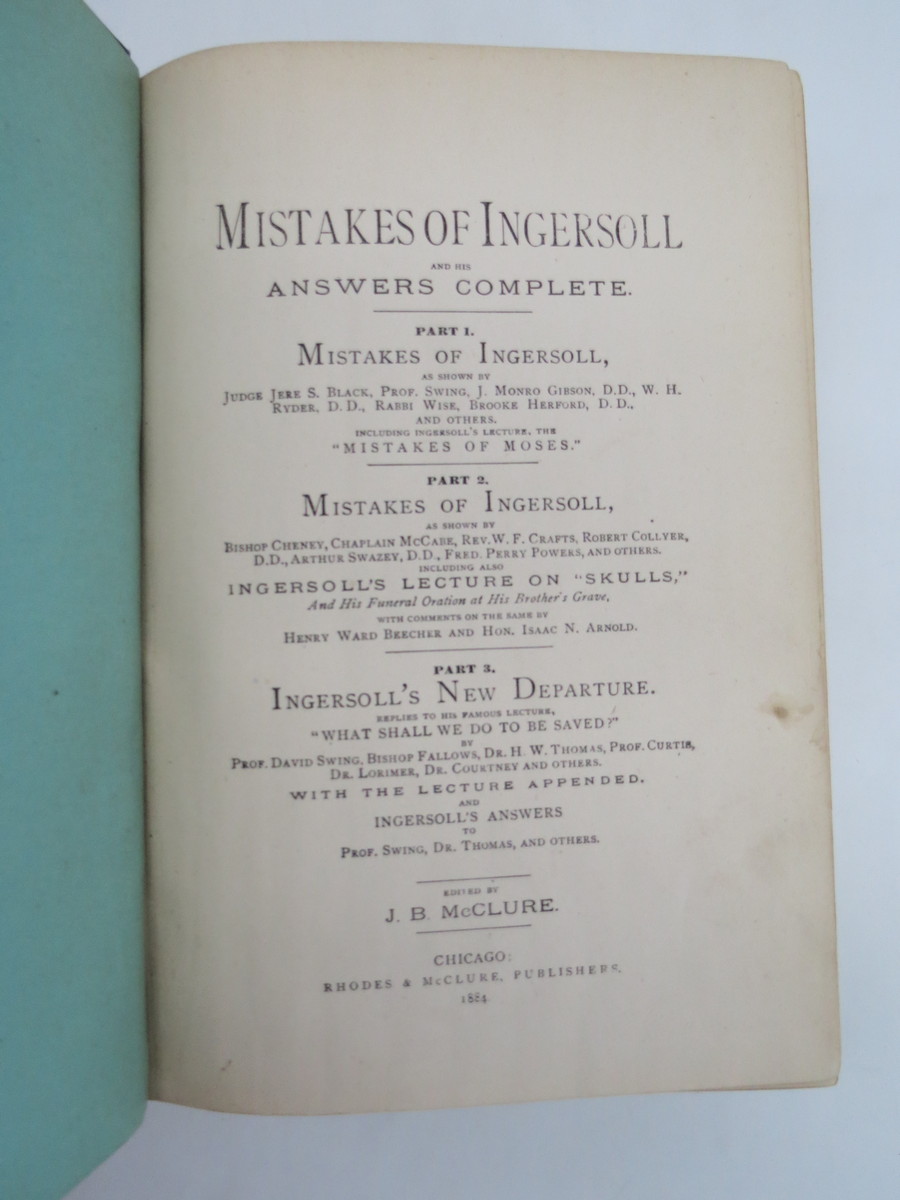 MISTAKES OF INGERSOLL
AND HIS
ANSWERS COMPLETE.
PART 1.
MISTAKES OF INGERSOLL,
AS SHOWN BY
JUDGE JERE S. BLACK, PROF. SWING, J. MONRO GIBSON, D.D., W. H.
RYDER, D. D., RABBI WISE, BROOKE HERFORD, D. D.,
AND OTHERS.
INCLUDING INGERSOLL'S LECTURE, THE
"MISTAKES OF MOSES."
PART 2.
MISTAKES OF INGERSOLL,
AS SHOWN BY
BISHOP CHENEY, CHAPLAIN MCCABE, REV. W. F. CRAFTS, ROBERT COLLYER,
D.D., ARTHUR SWAZEY, D.D., FRED. PERRY POWERS, AND OTHERS.
INCLUDING ALSO
INGERSOLL'S LECTURE ON "SKULLS,"
And His Funeral Oration at His Brother's Grave,
WITH COMMENTS ON THE SAME BY
HENRY WARD BEECHER AND HON. ISAAC N. ARNOLD.
PART 3.
INGERSOLL'S NEW DEPARTURE.
REPLIES TO HIS FAMOUS LECTURE,
"WHAT SHALL WE DO TO BE SAVED?"
BY
PROF. DAVID SWING, BISHOP FALLOWS, DR. H. W. THOMAS, PROF. CURTIS,
DR. LORIMER, DR. COURTNEY AND OTHERS.
WITH THE LECTURE APPENDED.
AND
INGERSOLL'S ANSWERS
TO
PROF. SWING, DR. THOMAS, AND OTHERS.
EDITED BY
J. B. McCLURE.
CHICAGO:
RHODES & McCLURE, PUBLISHERS.
1884.